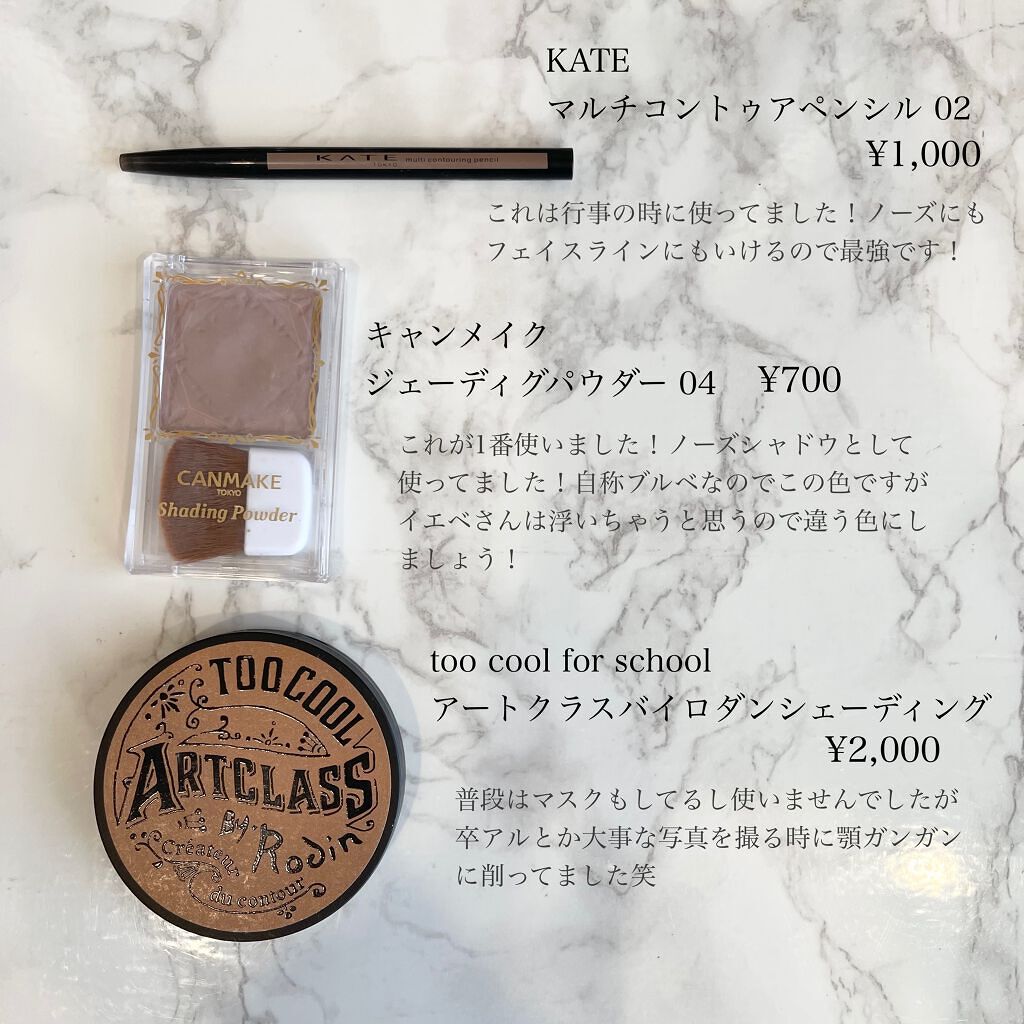 KATE
マルチコントゥアペンシル 02
¥1,000
KATE
TOKYO
multi contouring pencil
これは行事の時に使ってました！ノーズにも
フェイスラインにもいけるので最強です！
キャンメイク
ジェーディグパウダー 04 ¥700
これが1番使いました！ノーズシャドウとして
使ってました！自称ブルベなのでこの色ですが
イエベさんは浮いちゃうと思うので違う色にし
ましょう！
CANMAKE
TOKYO
Shading Powder
too cool for school
アートクラスバイロダンシェーディング
¥2,000
普段はマスクもしてるし使いませんでしたが
卒アルとか大事な写真を撮る時に顎ガンガン
に削ってました笑
TOO COOL
ARTCLASS
By Rodin
Créateur
du contour